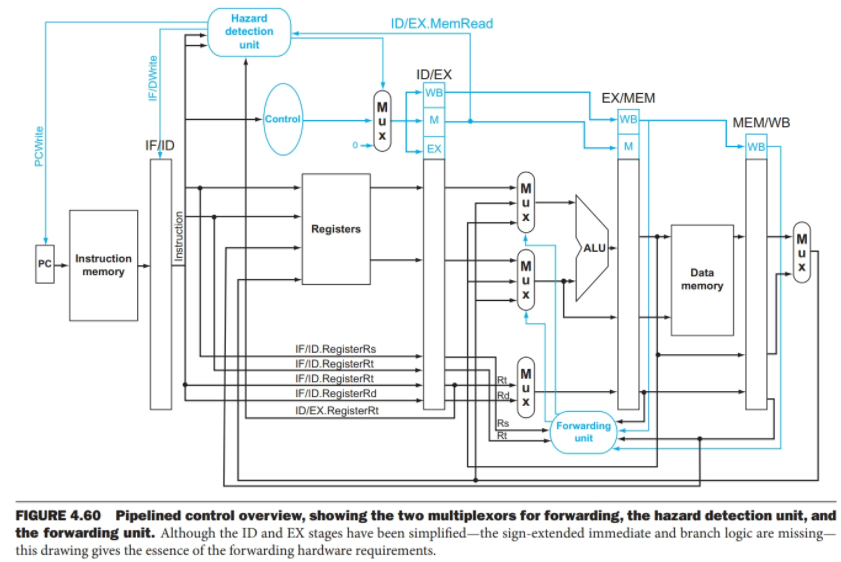 Hazard
detection
unit
ID/EX.MemRead
IF/DWrite
PCWrite
Control
0
M
u
x
ID/EX
WB
M
EX
EX/MEM
WB
M
MEM/WB
WB
IF/ID
PC
Instruction
memory
Instruction
Registers
M
u
x
M
u
x
ALU
Data
memory
M
u
x
IF/ID.RegisterRs
IF/ID.RegisterRt
IF/ID.RegisterRt
IF/ID.RegisterRd
ID/EX.RegisterRt
Rt
Rd
M
u
x
Rs
Rt
Forwarding
unit
FIGURE 4.60 Pipelined control overview, showing the two multiplexors for forwarding, the hazard detection unit, and
the forwarding unit. Although the ID and EX stages have been simplified—the sign-extended immediate and branch logic are missing—
this drawing gives the essence of the forwarding hardware requirements.